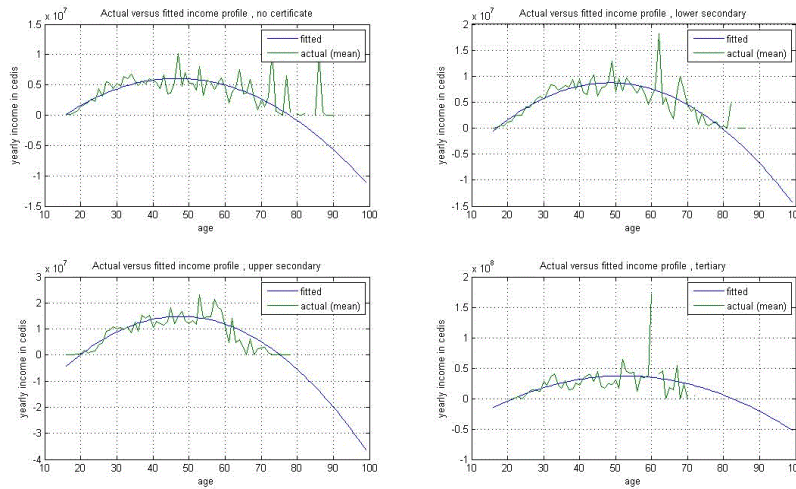 Actual versus fitted income profile , no certificate
x 10^7
1.5
1
0.5
0
-0.5
-1
-1.5
10 20 30 40 50 60 70 80 90 100
age
yearly income in cedis
fitted
actual (mean)
Actual versus fitted income profile , lower secondary
x 10^7
2
1.5
1
0.5
0
-0.5
-1
-1.5
10 20 30 40 50 60 70 80 90 100
age
yearly income in cedis
fitted
actual (mean)
Actual versus fitted income profile , upper secondary
x 10^7
3
2
1
0
-1
-2
-3
-4
10 20 30 40 50 60 70 80 90 100
age
yearly income in cedis
fitted
actual (mean)
Actual versus fitted income profile , tertiary
x 10^8
2
1.5
1
0.5
0
-0.5
-1
10 20 30 40 50 60 70 80 90 100
age
yearly income in cedis
fitted
actual (mean)